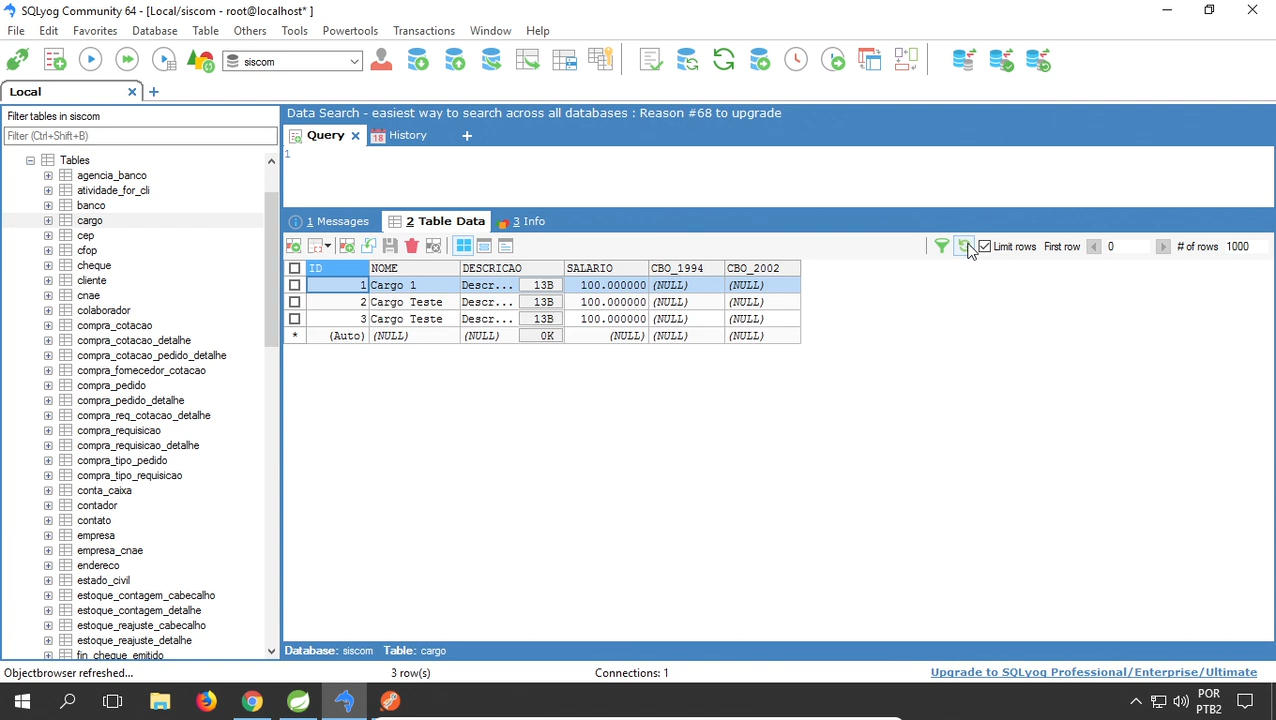 SQLyog Community 64 - [Local/siscom - root@localhost* ]
File Edit Favorites Database Table Others Tools Powertools Transactions Window Help
siscom
Local
Filter tables in siscom
Filter (Ctrl+Shift+B)
Tables
agencia_banco
atividade_for_cli
banco
cargo
cep
cfop
cheque
cliente
cnae
colaborador
compra_cotacao
compra_cotacao_detalhe
compra_cotacao_pedido_detalhe
compra_fornecedor_cotacao
compra_pedido
compra_pedido_detalhe
compra_req_cotacao_detalhe
compra_requisicao
compra_requisicao_detalhe
compra_tipo_pedido
compra_tipo_requisicao
conta_caixa
contador
contato
empresa
empresa_cnae
endereco
estado_civil
estoque_contagem_cabecalho
estoque_contagem_detalhe
estoque_reajuste_cabecalho
estoque_reajuste_detalhe
fin_cheque_emitido
Data Search - easiest way to search across all databases : Reason #68 to upgrade
Query 18 History
1
1 Messages 2 Table Data 3 Info
Limit rows First row 0 # of rows 1000
ID NOME DESCRICAO SALARIO CBO_1994 CBO_2002
1 Cargo 1 Descr... 13B 100.000000 (NULL) (NULL)
2 Cargo Teste Descr... 13B 100.000000 (NULL) (NULL)
3 Cargo Teste Descr... 13B 100.000000 (NULL) (NULL)
* (Auto) (NULL) (NULL) 0K (NULL) (NULL) (NULL)
Database: siscom Table: cargo
Objectbrowser refreshed... 3 row(s) Connections: 1 Upgrade to SQLyog Professional/Enterprise/Ultimate
POR
PTB2